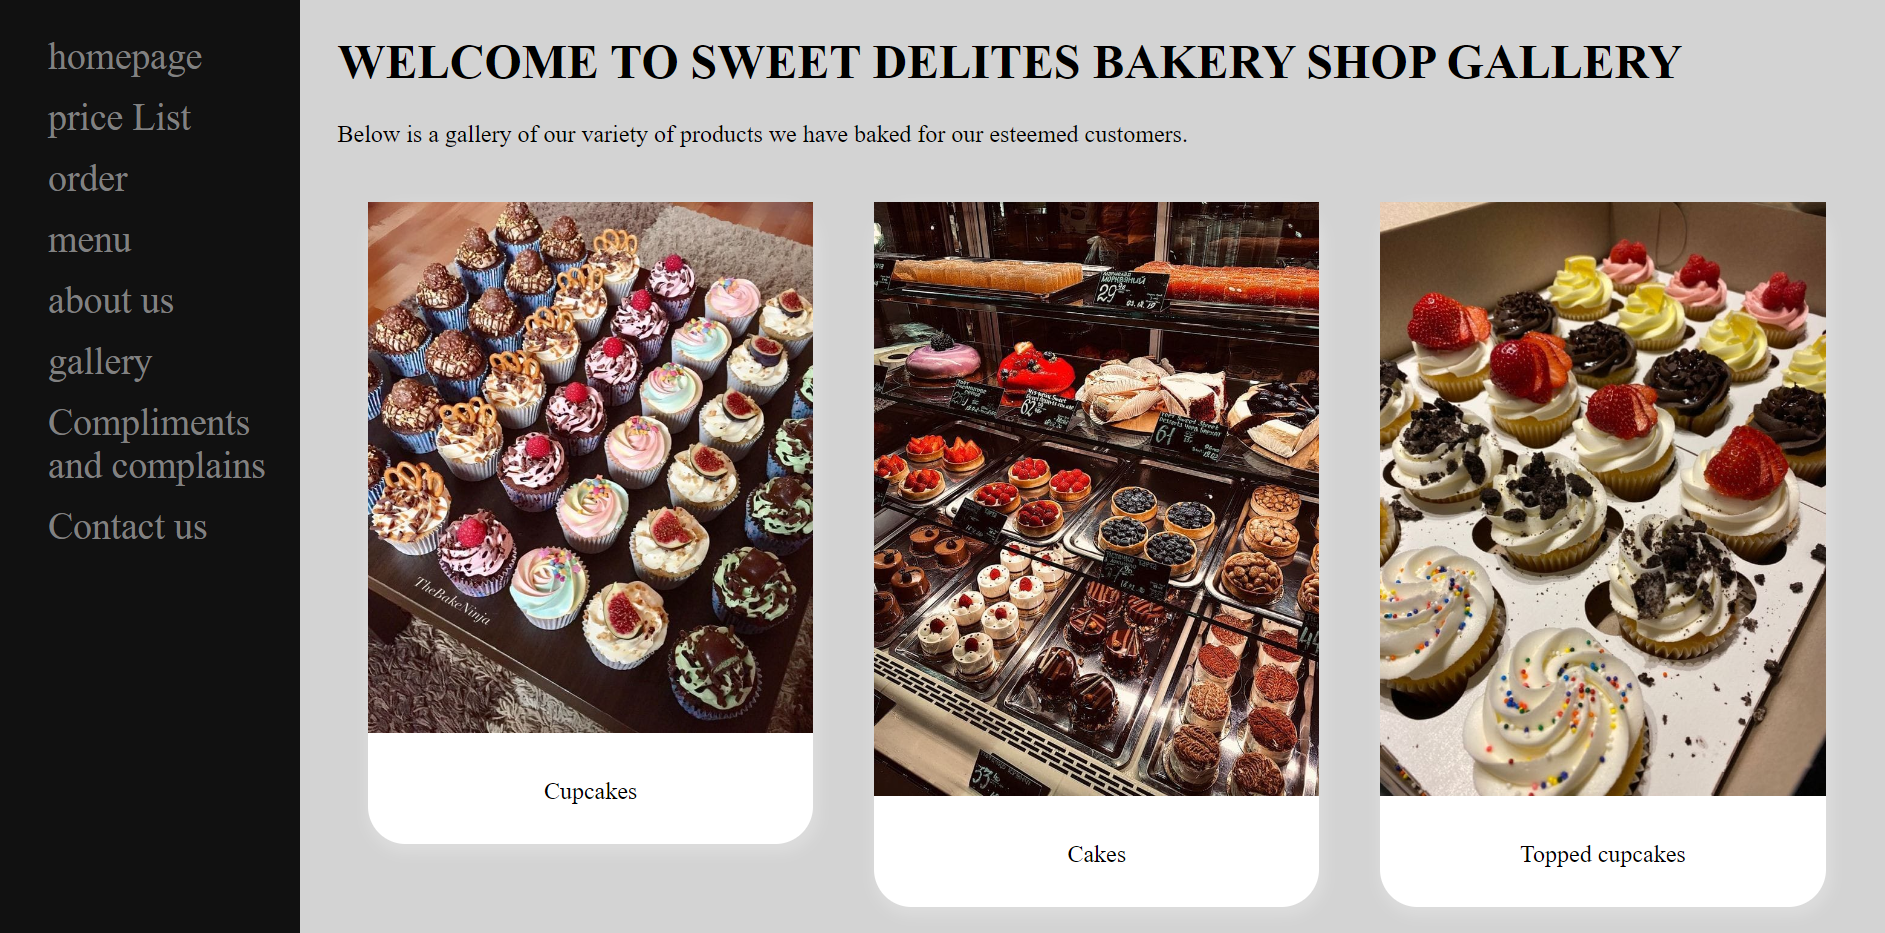 homepage
price List
order
menu
about us
gallery
Compliments
and complains
Contact us
WELCOME TO SWEET DELITES BAKERY SHOP GALLERY
Below is a gallery of our variety of products we have baked for our esteemed customers.
TheBakeNinja
Cupcakes
МОРКВЯНИЙ
29
62
61
33
Cakes
Topped cupcakes